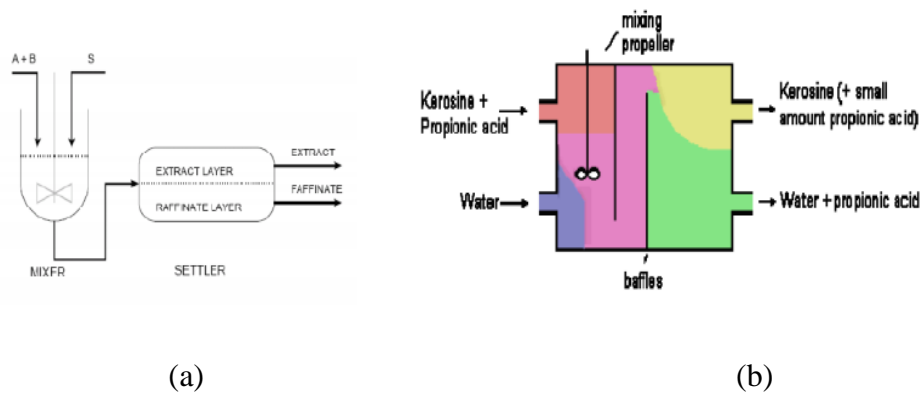 A + B
S
EXTRACT LAYER
RAFFINATE LAYER
EXTRACT
FAFFINATE
MIXER
SETTLER
(a)
mixing
propeller
Kerosine +
Propionic acid
Water
Kerosine (+ small
amount propionic acid)
Water + propionic acid
baffles
(b)